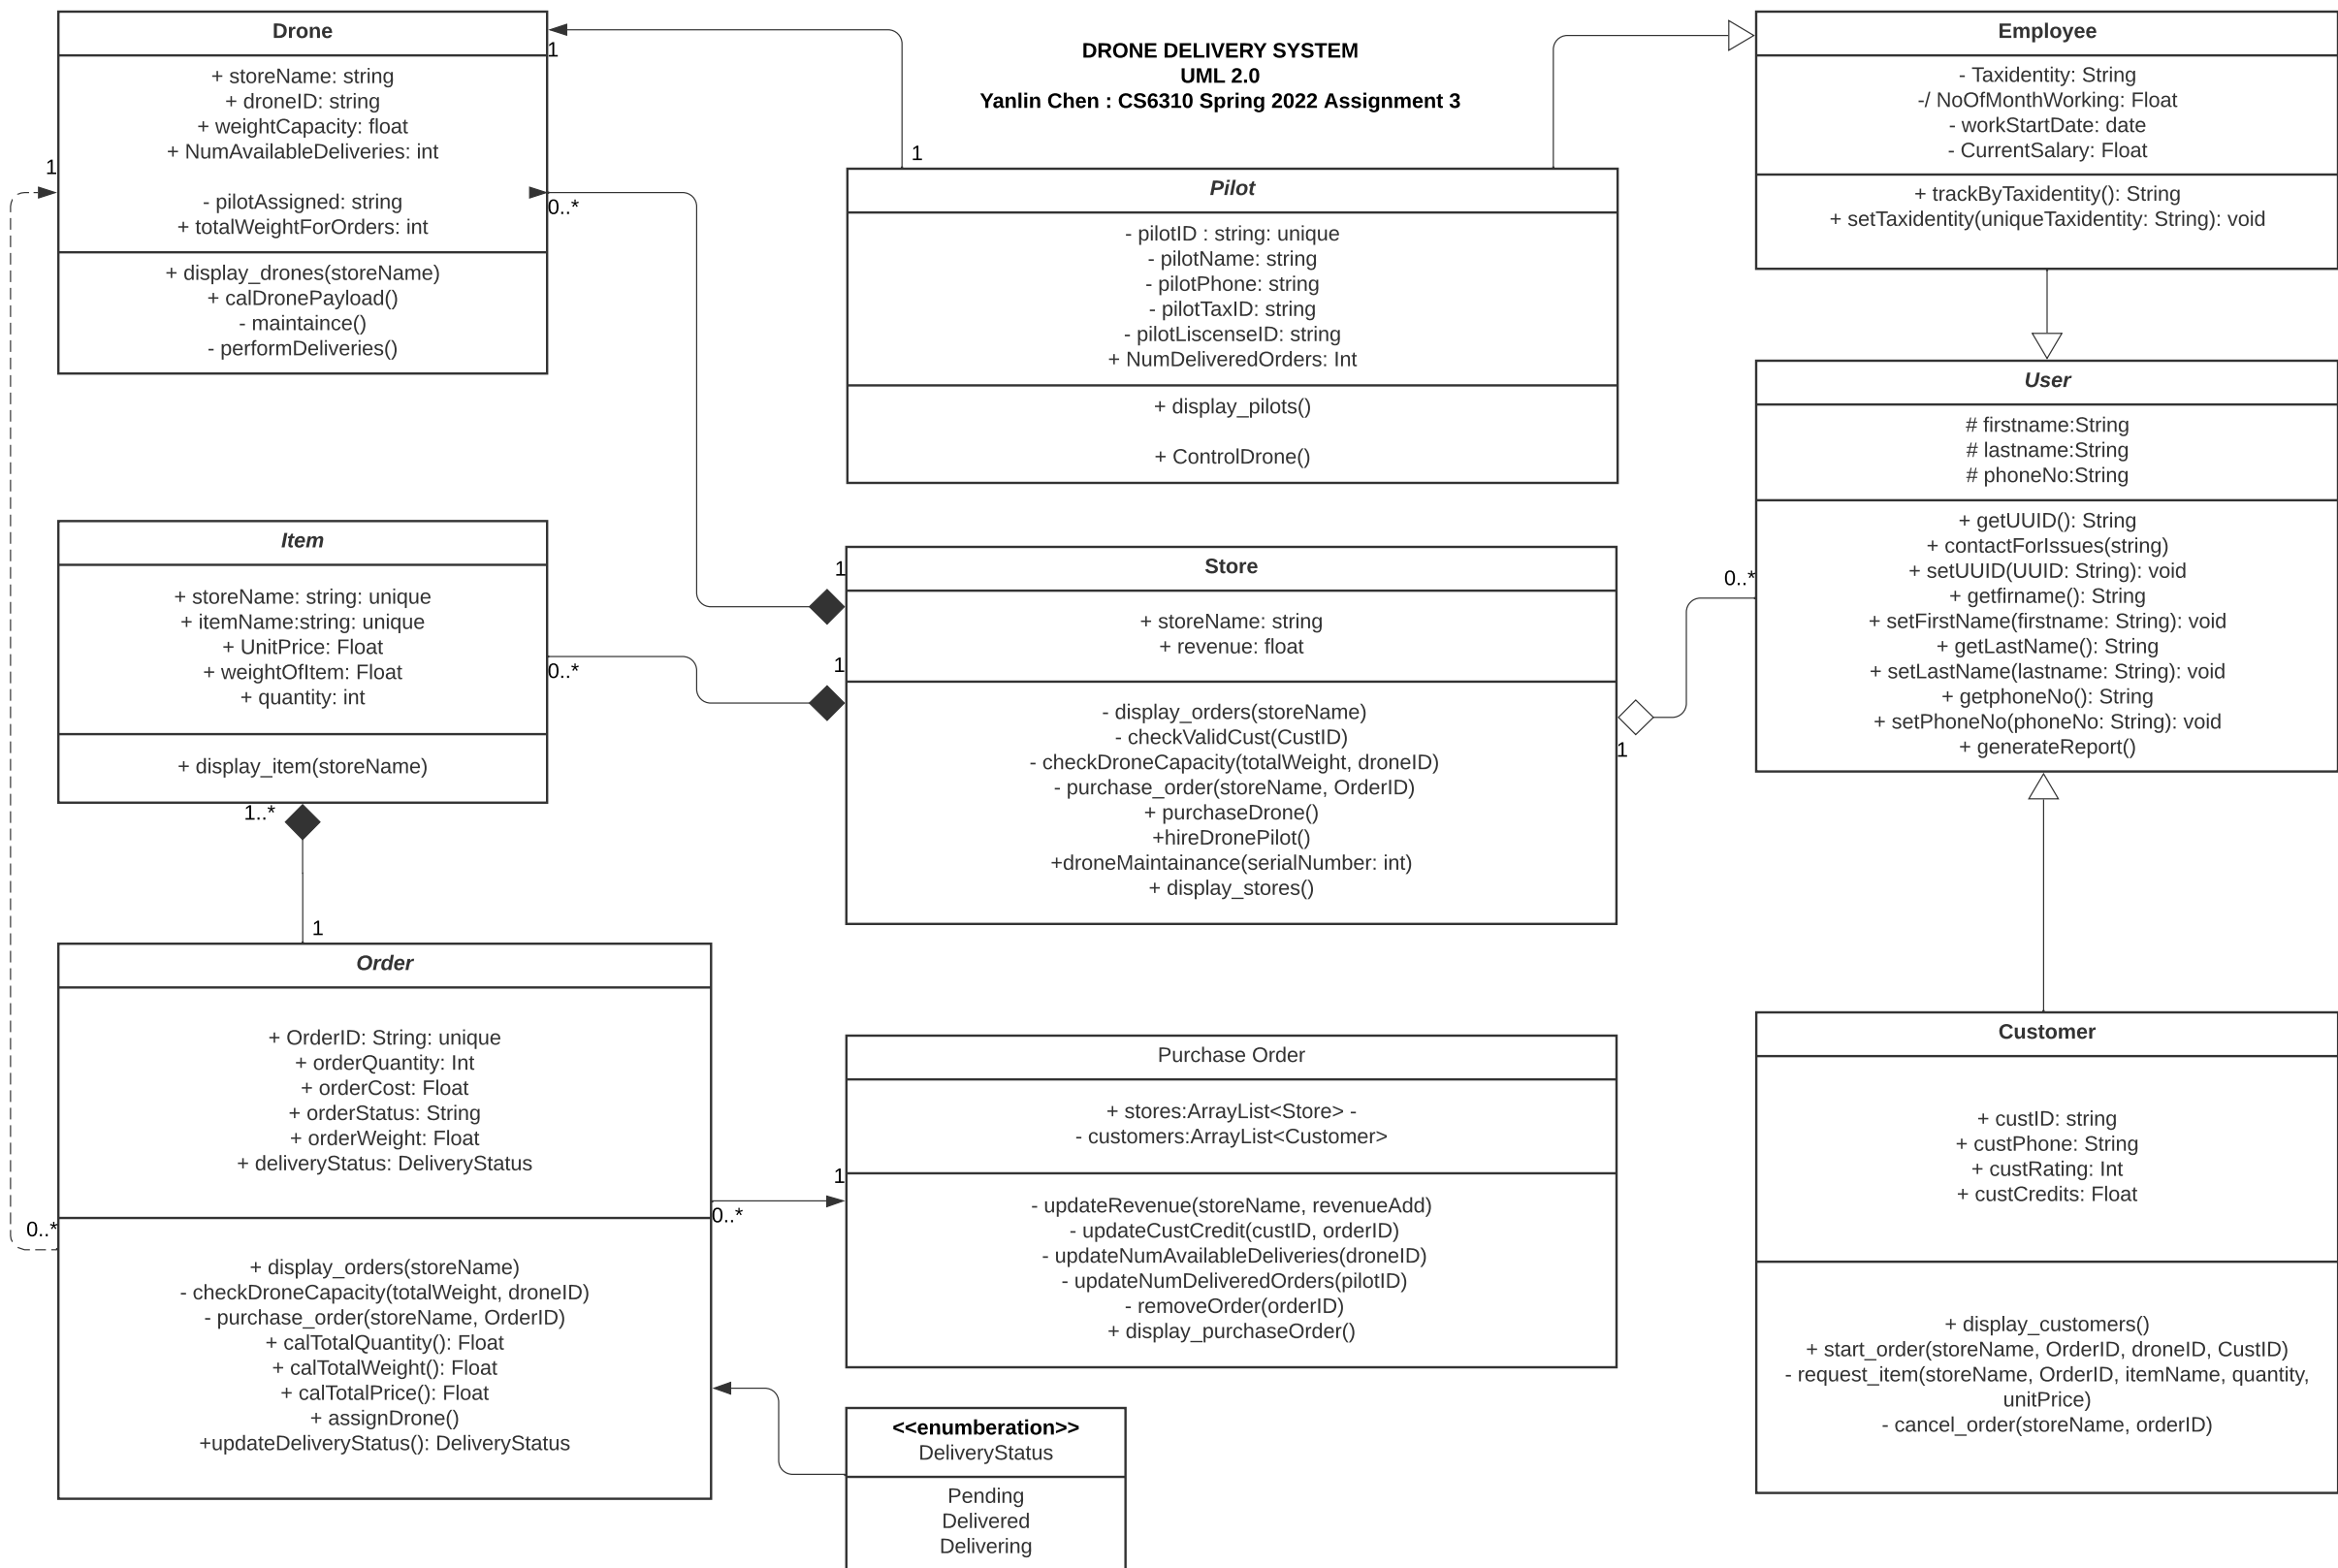 Drone
+ storeName: string
+ droneID: string
+ weightCapacity: float
+ NumAvailableDeliveries: int
- pilotAssigned: string
+ totalWeightForOrders: int
+ display_drones(storeName)
+ calDronePayload()
- maintaince()
- performDeliveries()
1
1
0..*
DRONE DELIVERY SYSTEM
UML 2.0
Yanlin Chen : CS6310 Spring 2022 Assignment 3
1
Pilot
- pilotID : string: unique
- pilotName: string
- pilotPhone: string
- pilotTaxID: string
- pilotLiscenseID: string
+ NumDeliveredOrders: Int
+ display_pilots()
+ ControlDrone()
Employee
- Taxidentity: String
-/ NoOfMonthWorking: Float
- workStartDate: date
- CurrentSalary: Float
+ trackByTaxidentity(): String
+ setTaxidentity(uniqueTaxidentity: String): void
User
# firstname:String
# lastname:String
# phoneNo:String
+ getUUID(): String
+ contactForIssues(string)
+ setUUID(UUID: String): void
+ getfirname(): String
+ setFirstName(firstname: String): void
+ getLastName(): String
+ setLastName(lastname: String): void
+ getphoneNo(): String
+ setPhoneNo(phoneNo: String): void
+ generateReport()
0..*
Item
+ storeName: string: unique
+ itemName:string: unique
+ UnitPrice: Float
+ weightOfItem: Float
+ quantity: int
+ display_item(storeName)
0..*
1..*
1
1
1
Store
+ storeName: string
+ revenue: float
- display_orders(storeName)
- checkValidCust(CustID)
- checkDroneCapacity(totalWeight, droneID)
- purchase_order(storeName, OrderID)
+ purchaseDrone()
+hireDronePilot()
+droneMaintainance(serialNumber: int)
+ display_stores()
1
Order
+ OrderID: String: unique
+ orderQuantity: Int
+ orderCost: Float
+ orderStatus: String
+ orderWeight: Float
+ deliveryStatus: DeliveryStatus
+ display_orders(storeName)
- checkDroneCapacity(totalWeight, droneID)
- purchase_order(storeName, OrderID)
+ calTotalQuantity(): Float
+ calTotalWeight(): Float
+ calTotalPrice(): Float
+ assignDrone()
+updateDeliveryStatus(): DeliveryStatus
0..*
0..*
1
Purchase Order
+ stores:ArrayList<Store> -
- customers:ArrayList<Customer>
- updateRevenue(storeName, revenueAdd)
- updateCustCredit(custID, orderID)
- updateNumAvailableDeliveries(droneID)
- updateNumDeliveredOrders(pilotID)
- removeOrder(orderID)
+ display_purchaseOrder()
<<enumberation>>
DeliveryStatus
Pending
Delivered
Delivering
Customer
+ custID: string
+ custPhone: String
+ custRating: Int
+ custCredits: Float
+ display_customers()
+ start_order(storeName, OrderID, droneID, CustID)
- request_item(storeName, OrderID, itemName, quantity,
unitPrice)
- cancel_order(storeName, orderID)